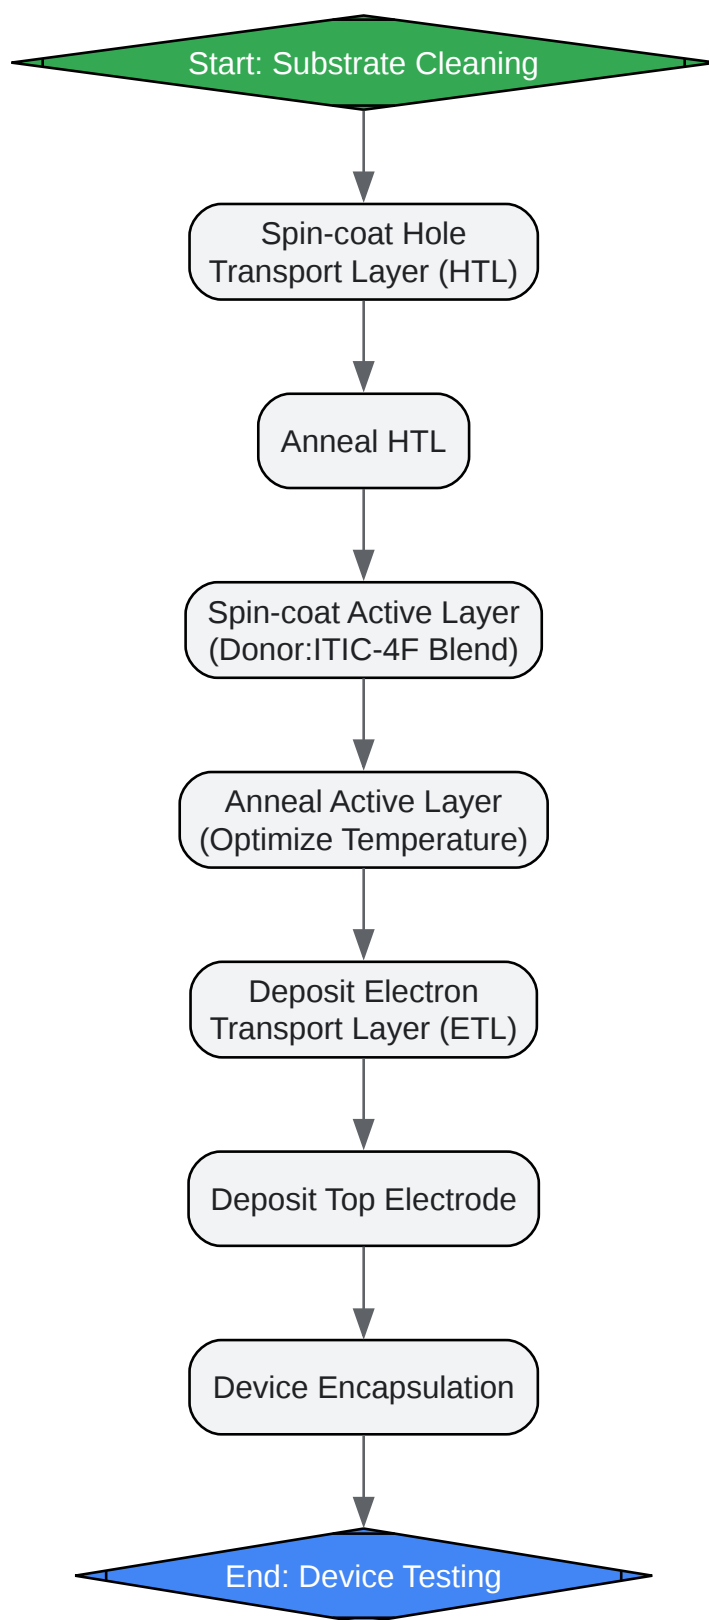 Start: Substrate Cleaning
Spin-coat Hole
Transport Layer (HTL)
Anneal HTL
Spin-coat Active Layer
(Donor:ITIC-4F Blend)
Anneal Active Layer
(Optimize Temperature)
Deposit Electron
Transport Layer (ETL)
Deposit Top Electrode
Device Encapsulation
End: Device Testing